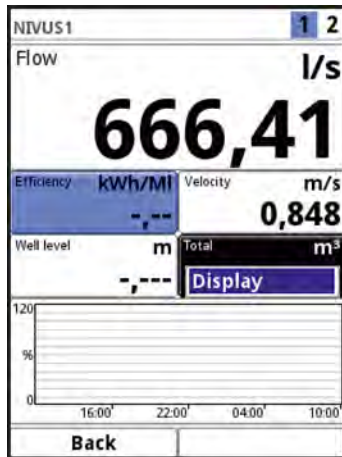 NIVUS1 1 2
Flow l/s
666,41
Efficiency kWh/Ml Velocity m/s
-,-- 0,848
Well level m Total m³
-,--- Display
120
%
0
16:00 22:00 04:00 10:00
Back